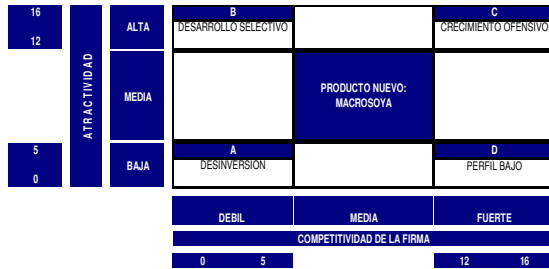 16
12
ATRACTIVIDAD
ALTA
B
DESARROLLO SELECTIVO
C
CRECIMIENTO OFENSIVO
MEDIA
PRODUCTO NUEVO:
MACROSOYA
5
0
BAJA
A
DESINVERSIÓN
D
PERFIL BAJO
DEBIL
MEDIA
FUERTE
COMPETITIVIDAD DE LA FIRMA
0 5 12 16